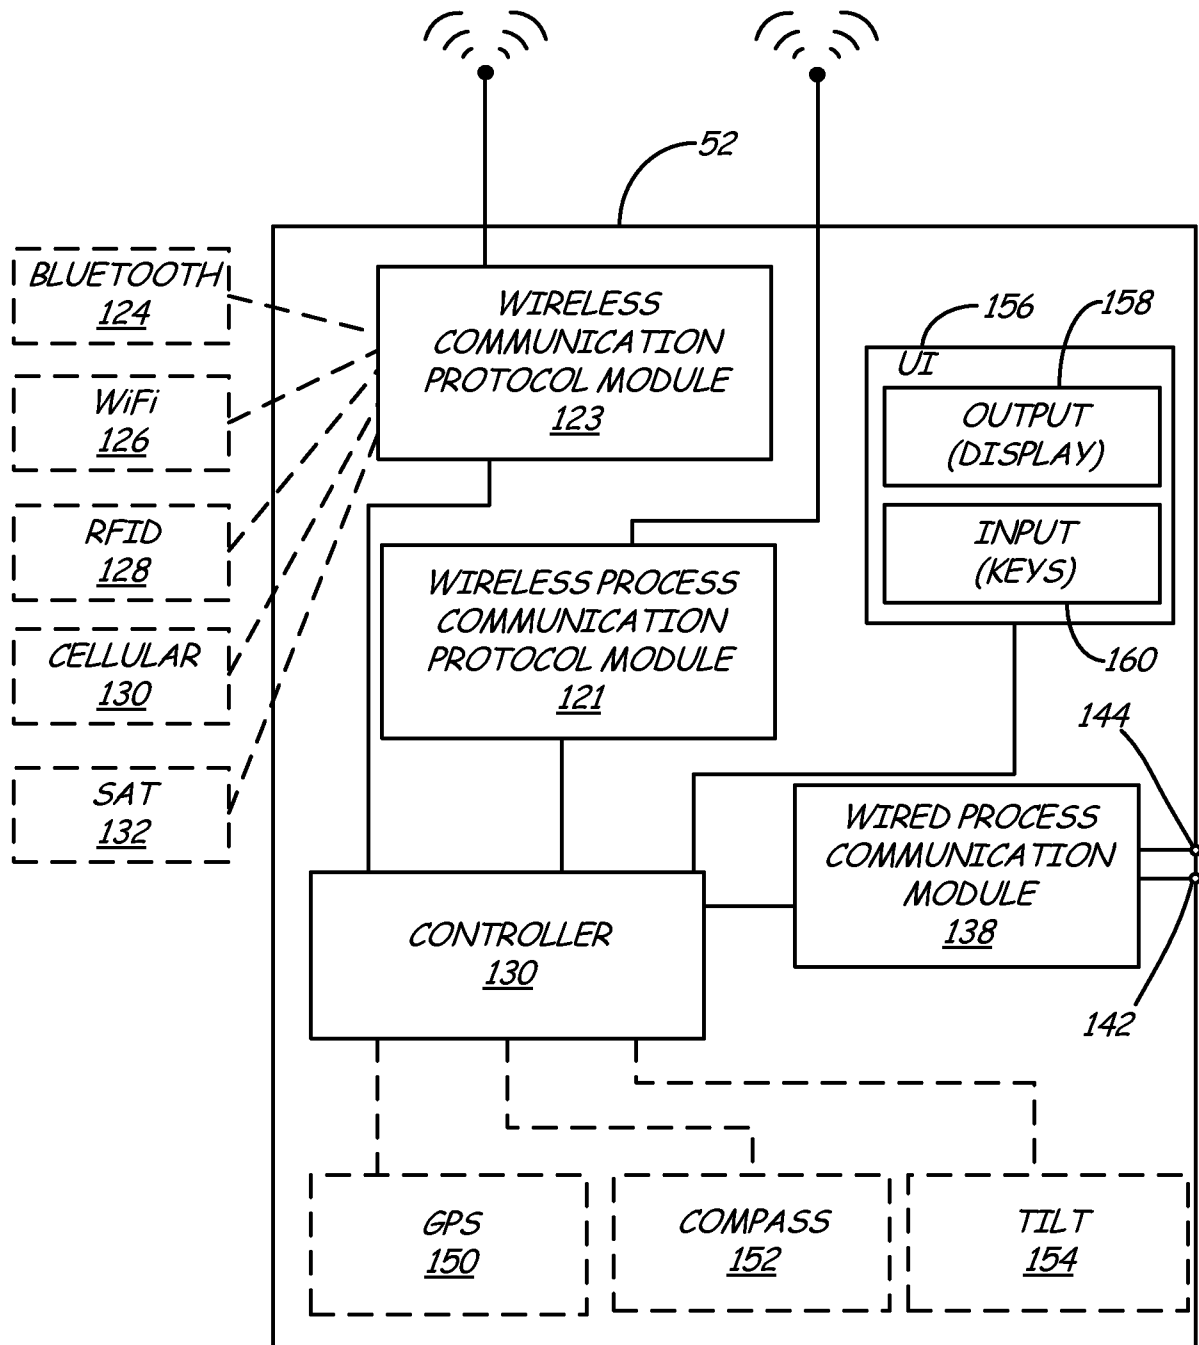 52
BLUETOOTH
124
WiFi
126
RFID
128
CELLULAR
130
SAT
132
WIRELESS
COMMUNICATION
PROTOCOL MODULE
123
WIRELESS PROCESS
COMMUNICATION
PROTOCOL MODULE
121
156
158
UI
OUTPUT
(DISPLAY)
INPUT
(KEYS)
160
144
WIRED PROCESS
COMMUNICATION
MODULE
138
142
CONTROLLER
130
GPS
150
COMPASS
152
TILT
154